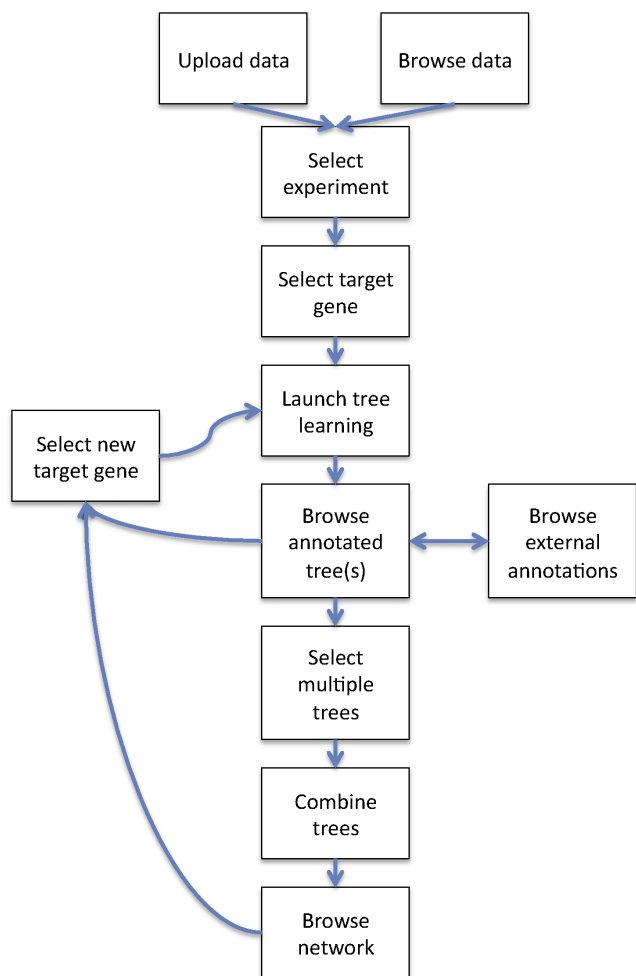 Upload data
Browse data
Select
experiment
Select target
gene
Launch tree
learning
Select new
target gene
Browse
annotated
tree(s)
Browse
external
annotations
Select
multiple
trees
Combine
trees
Browse
network